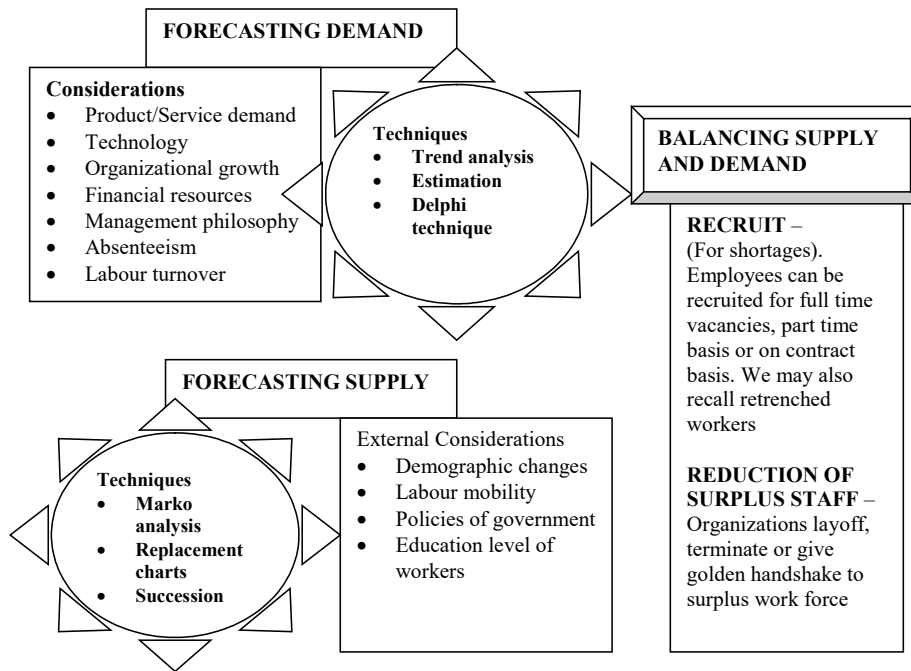 FORECASTING DEMAND
Considerations
• Product/Service demand
• Technology
• Organizational growth
• Financial resources
• Management philosophy
• Absenteeism
• Labour turnover
Techniques
• Trend analysis
• Estimation
• Delphi
technique
BALANCING SUPPLY
AND DEMAND
RECRUIT –
(For shortages).
Employees can be
recruited for full time
vacancies, part time
basis or on contract
basis. We may also
recall retrenched
workers
REDUCTION OF
SURPLUS STAFF –
Organizations layoff,
terminate or give
golden handshake to
surplus work force
FORECASTING SUPPLY
Techniques
• Marko
analysis
• Replacement
charts
• Succession
External Considerations
• Demographic changes
• Labour mobility
• Policies of government
• Education level of
workers